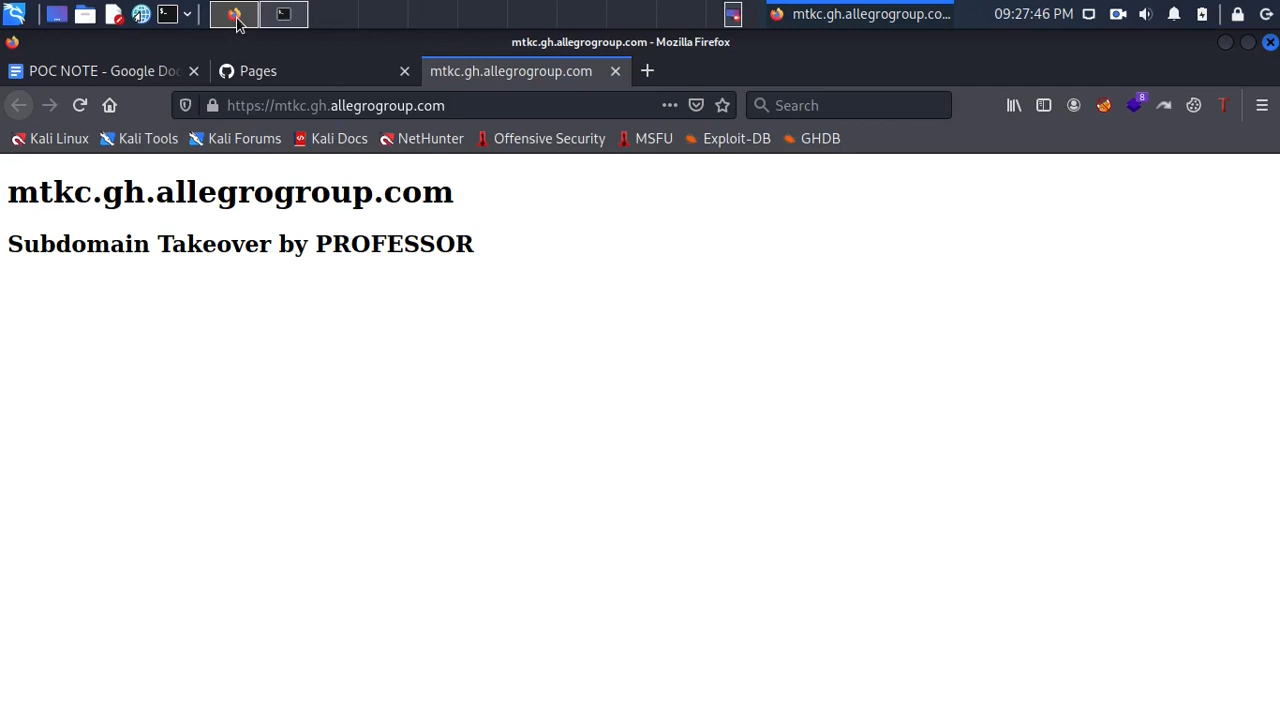 mtkc.gh.allegrogroup.co...
09:27:46 PM
mtkc.gh.allegrogroup.com - Mozilla Firefox
POC NOTE - Google Doc
Pages
mtkc.gh.allegrogroup.com
https://mtkc.gh.allegrogroup.com
Search
8
T
Kali Linux
Kali Tools
Kali Forums
Kali Docs
NetHunter
Offensive Security
MSFU
Exploit-DB
GHDB
mtkc.gh.allegrogroup.com
Subdomain Takeover by PROFESSOR